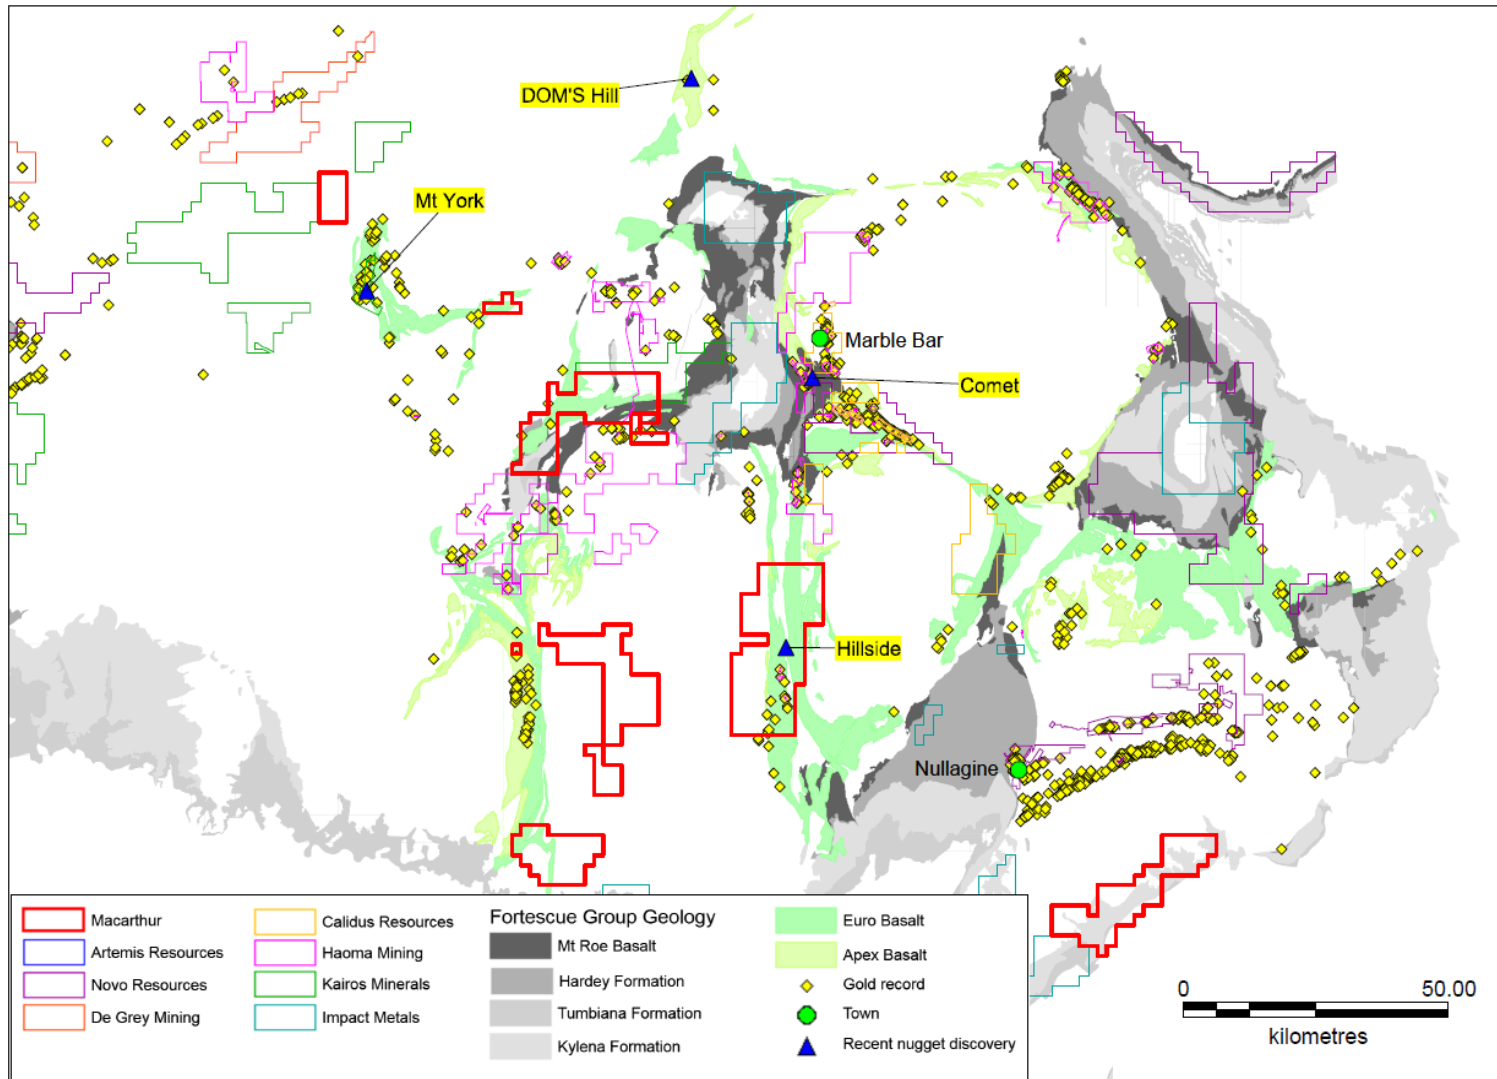 DOM'S Hill
Mt York
Marble Bar
Comet
Hillside
Nullagine
Macarthur
Artemis Resources
Novo Resources
De Grey Mining
Calidus Resources
Haoma Mining
Kairos Minerals
Impact Metals
Fortescue Group Geology
Mt Roe Basalt
Hardey Formation
Tumbiana Formation
Kylena Formation
Euro Basalt
Apex Basalt
Gold record
Town
Recent nugget discovery
0 50.00
kilometres